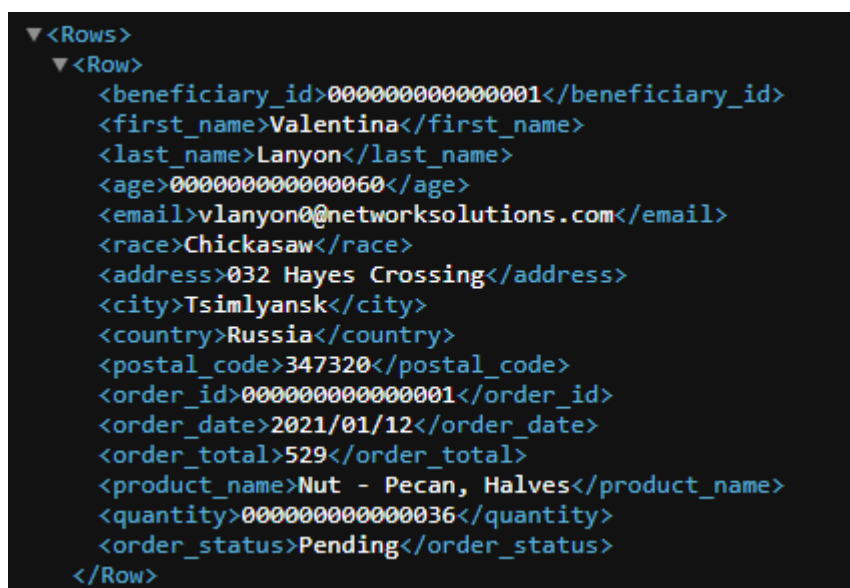 ▼<Rows>
▼<Row>
<beneficiary_id>000000000000001</beneficiary_id>
<first_name>Valentina</first_name>
<last_name>Lanyon</last_name>
<age>000000000000060</age>
<email>vlanyon0@networksolutions.com</email>
<race>Chickasaw</race>
<address>032 Hayes Crossing</address>
<city>Tsimlyansk</city>
<country>Russia</country>
<postal_code>347320</postal_code>
<order_id>000000000000001</order_id>
<order_date>2021/01/12</order_date>
<order_total>529</order_total>
<product_name>Nut - Pecan, Halves</product_name>
<quantity>000000000000036</quantity>
<order_status>Pending</order_status>
</Row>